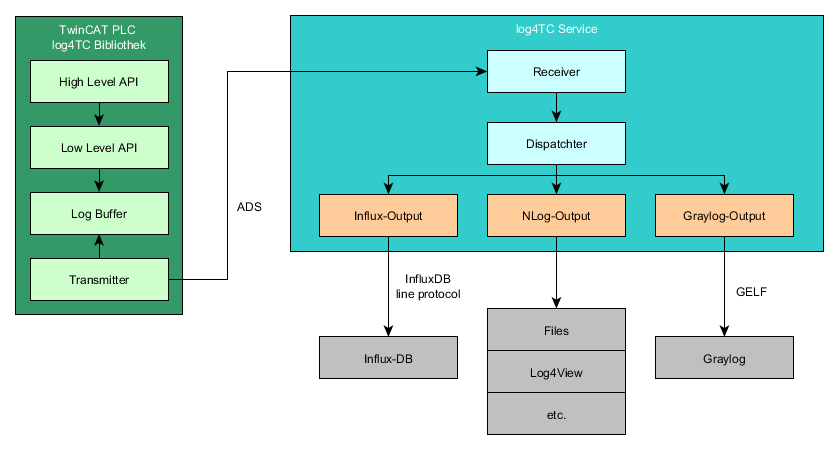 TwinCAT PLC
log4TC Bibliothek
High Level API
Low Level API
Log Buffer
Transmitter
ADS
log4TC Service
Receiver
Dispatchter
Influx-Output
NLog-Output
Graylog-Output
InfluxDB
line protocol
GELF
Influx-DB
Files
Log4View
etc.
Graylog